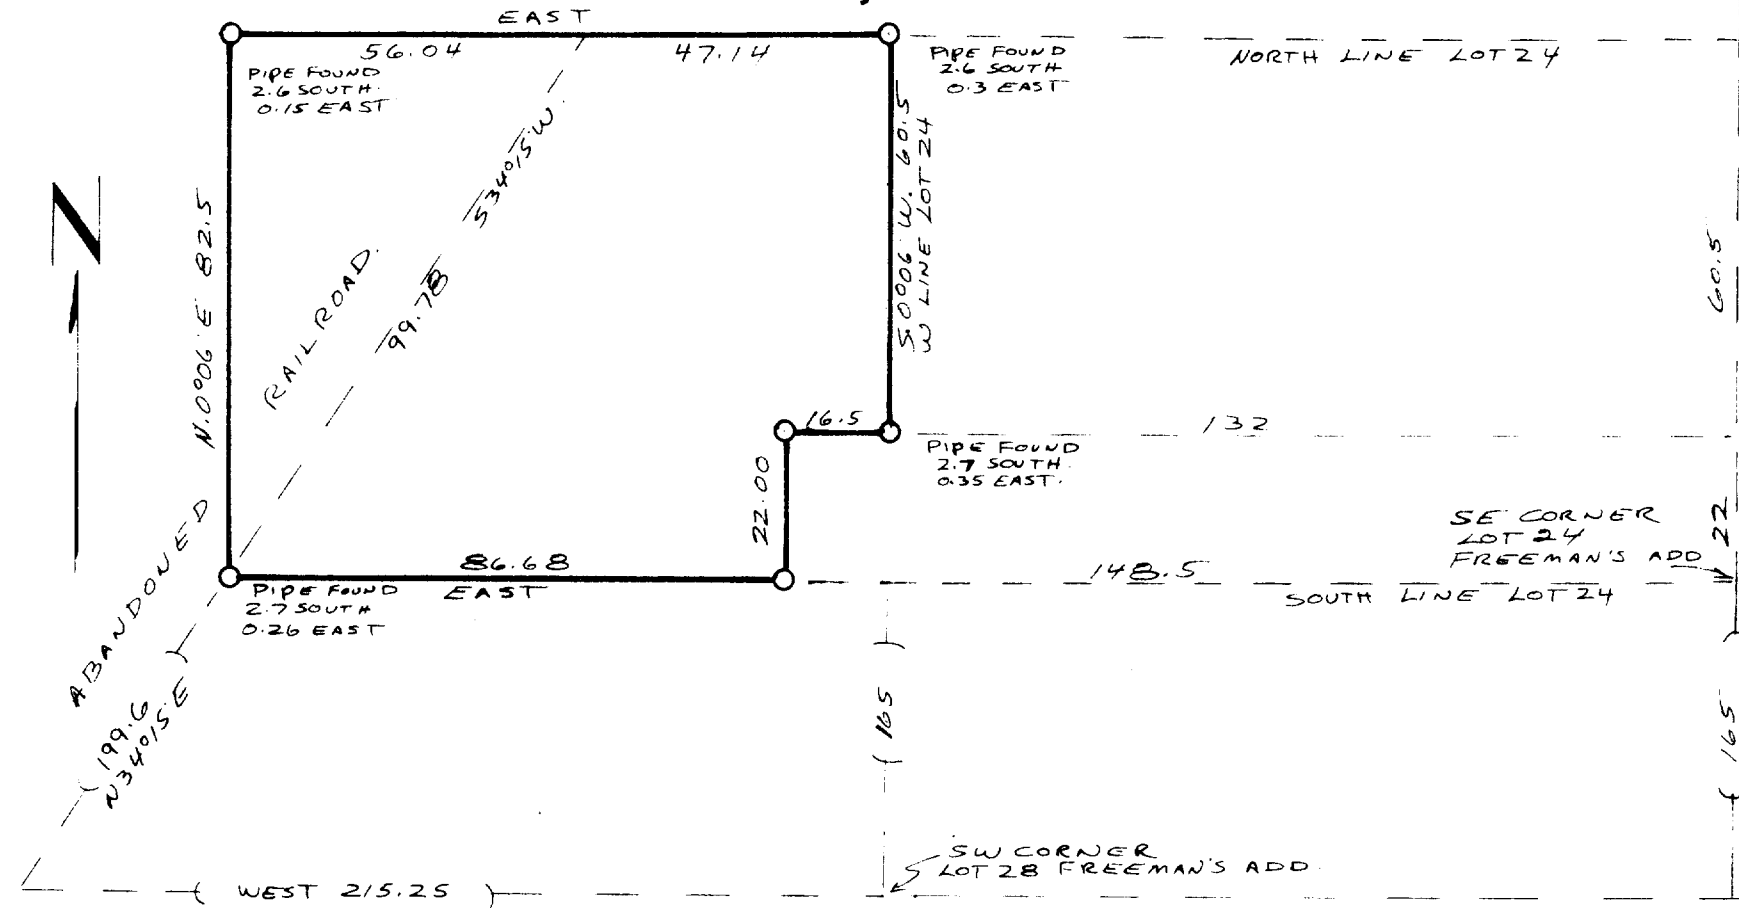 EAST
56.04
47.14
PIPE FOUND
2.6 SOUTH.
0.15 EAST
PIPE FOUND
2.6 SOUTH
0.3 EAST
NORTH LINE LOT 24
S34°15'W.
99.78
RAIL ROAD.
ABANDONED
N
N.0°06'E 82.5
S.0°06'W. 60.5
W LINE LOT 24
60.5
16.5
132
PIPE FOUND
2.7 SOUTH.
0.35 EAST.
22.00
22
SE CORNER
LOT 24
FREEMAN'S ADD
86.68
EAST
148.5
SOUTH LINE LOT 24
PIPE FOUND
2.7 SOUTH
0.26 EAST
199.6
N34°15'E
165
165
SW CORNER
LOT 28 FREEMAN'S ADD.
WEST 215.25